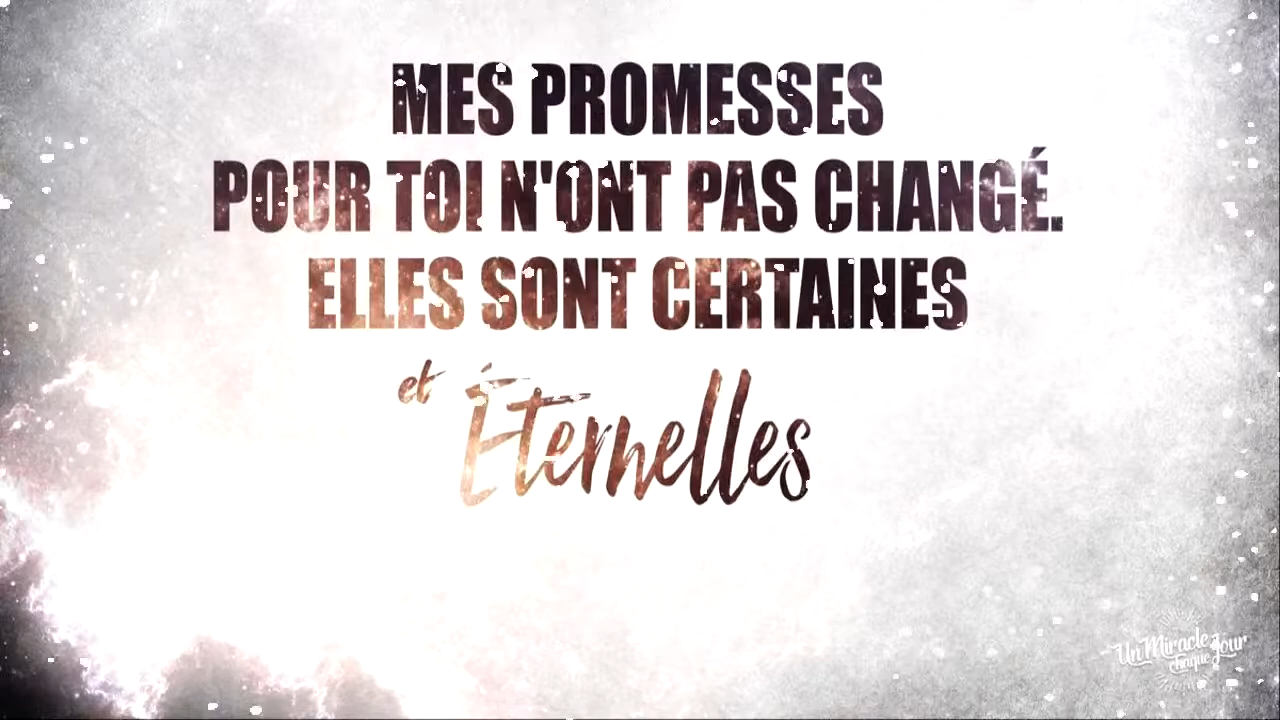 MES PROMESSES
POUR TOI N'ONT PAS CHANGÉ.
ELLES SONT CERTAINES
et Éternelles
Un Miracle
chaque Jour